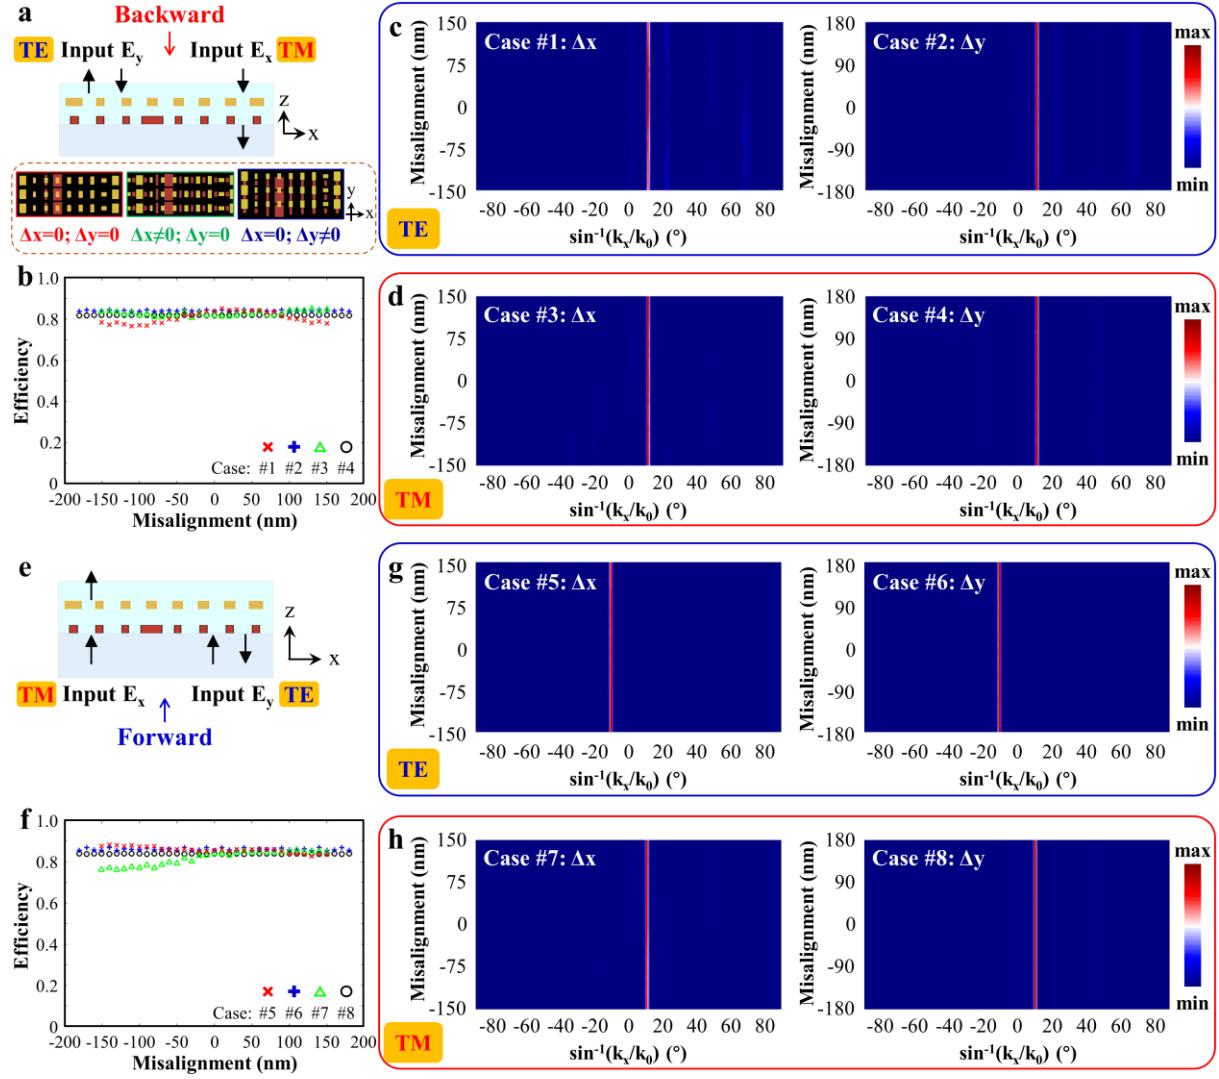 a
Backward
TE Input Ey Input Ex TM
z
x
y
x
Δx=0; Δy=0 Δx≠0; Δy=0 Δx=0; Δy≠0
b
1.0
0.8
0.6
0.4
0.2
0
Efficiency
Case: #1 #2 #3 #4
-200 -150 -100 -50 0 50 100 150 200
Misalignment (nm)
c
Case #1: Δx
Misalignment (nm)
150
75
0
-75
-150
-80 -60 -40 -20 0 20 40 60 80
sin⁻¹(kx/k0) (°)
Case #2: Δy
Misalignment (nm)
180
90
0
-90
-180
-80 -60 -40 -20 0 20 40 60 80
sin⁻¹(kx/k0) (°)
max
min
TE
d
Case #3: Δx
Misalignment (nm)
150
75
0
-75
-150
-80 -60 -40 -20 0 20 40 60 80
sin⁻¹(kx/k0) (°)
Case #4: Δy
Misalignment (nm)
180
90
0
-90
-180
-80 -60 -40 -20 0 20 40 60 80
sin⁻¹(kx/k0) (°)
max
min
TM
e
z
x
TM Input Ex Input Ey TE
Forward
f
1.0
0.8
0.6
0.4
0.2
0
Efficiency
Case: #5 #6 #7 #8
-200 -150 -100 -50 0 50 100 150 200
Misalignment (nm)
g
Case #5: Δx
Misalignment (nm)
150
75
0
-75
-150
-80 -60 -40 -20 0 20 40 60 80
sin⁻¹(kx/k0) (°)
Case #6: Δy
Misalignment (nm)
180
90
0
-90
-180
-80 -60 -40 -20 0 20 40 60 80
sin⁻¹(kx/k0) (°)
max
min
TE
h
Case #7: Δx
Misalignment (nm)
150
75
0
-75
-150
-80 -60 -40 -20 0 20 40 60 80
sin⁻¹(kx/k0) (°)
Case #8: Δy
Misalignment (nm)
180
90
0
-90
-180
-80 -60 -40 -20 0 20 40 60 80
sin⁻¹(kx/k0) (°)
max
min
TM